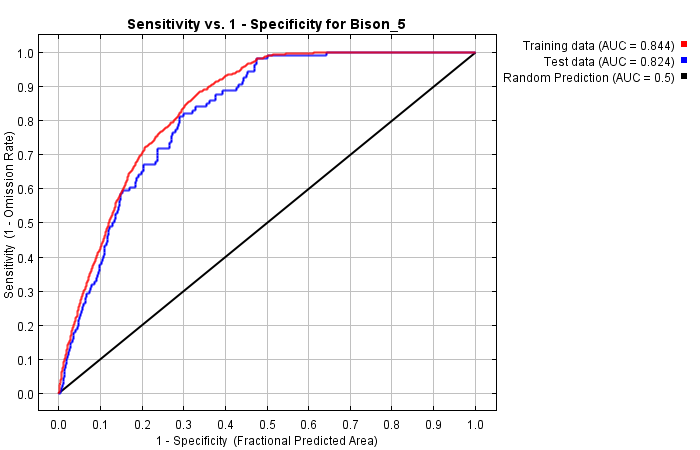 Sensitivity vs. 1 - Specificity for Bison_5
Training data (AUC = 0.844)
Test data (AUC = 0.824)
Random Prediction (AUC = 0.5)
Sensitivity (1 - Omission Rate)
1.0
0.9
0.8
0.7
0.6
0.5
0.4
0.3
0.2
0.1
0.0
0.0 0.1 0.2 0.3 0.4 0.5 0.6 0.7 0.8 0.9 1.0
1 - Specificity (Fractional Predicted Area)